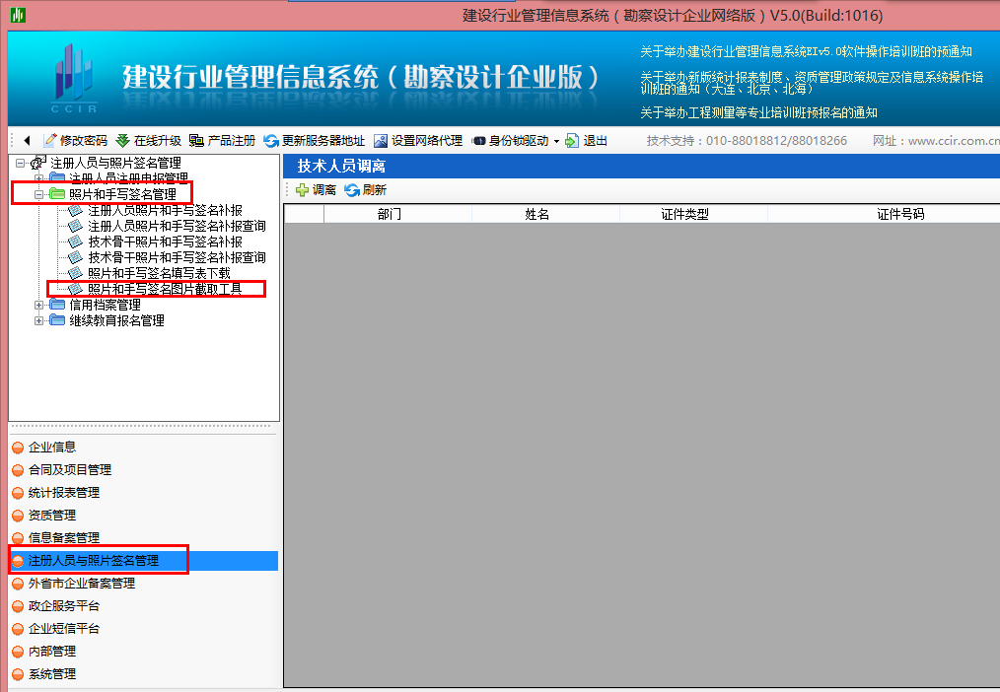 建设行业管理信息系统（勘察设计企业网络版）V5.0(Build:1016)
CCIR
建设行业管理信息系统（勘察设计企业版）
关于举办建设行业管理信息系统EIv5.0软件操作培训班的预通知
关于举办新版统计报表制度、资质管理政策规定及信息系统操作培
训班的通知（大连、北京、北海）
关于举办工程测量等专业培训班预报名的通知
修改密码 在线升级 产品注册 更新服务器地址 设置网络代理 身份锁驱动 退出 技术支持：010-88018812/88018266 网址：www.ccir.com.cn
注册人员与照片签名管理
注册人员注册申报管理
照片和手写签名管理
注册人员照片和手写签名补报
注册人员照片和手写签名补报查询
技术骨干照片和手写签名补报
技术骨干照片和手写签名补报查询
照片和手写签名填写表下载
照片和手写签名图片截取工具
信用档案管理
继续教育报名管理
技术人员调离
调离 刷新
部门 姓名 证件类型 证件号码
企业信息
合同及项目管理
统计报表管理
资质管理
信息备案管理
注册人员与照片签名管理
外省市企业备案管理
政企服务平台
企业短信平台
内部管理
系统管理